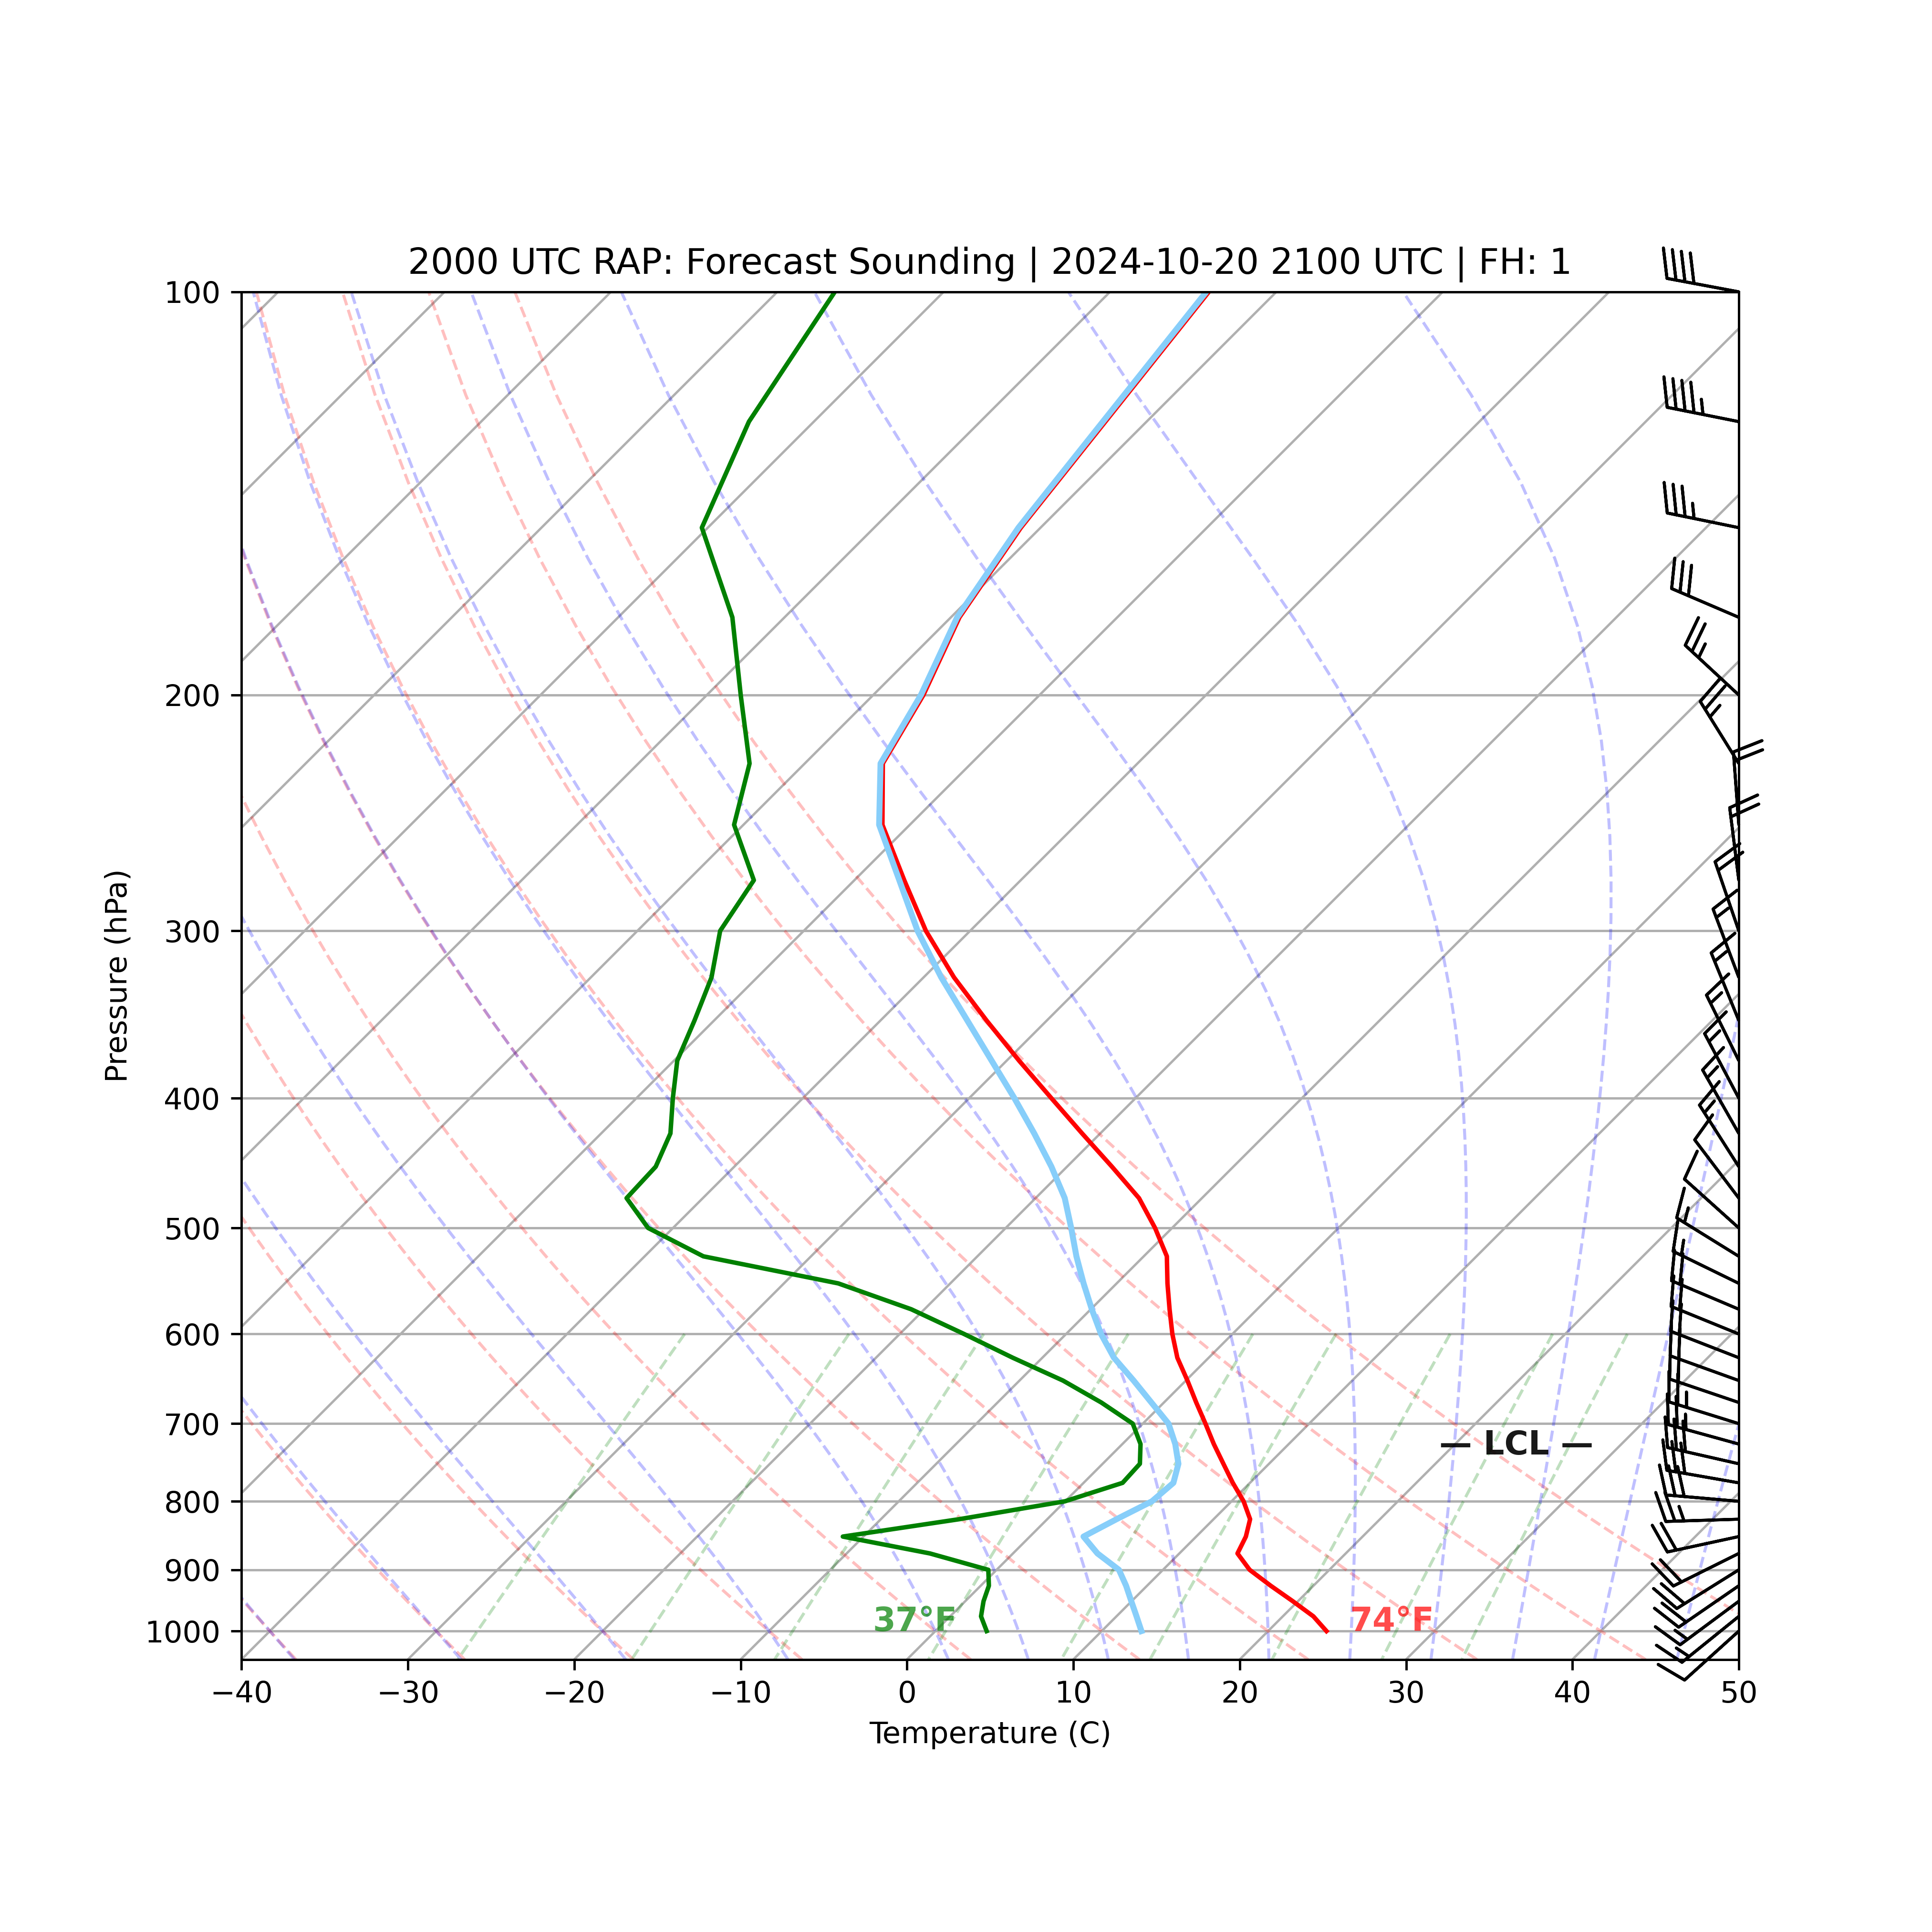 2000 UTC RAP: Forecast Sounding | 2024-10-20 2100 UTC | FH: 1
100
200
300
400
500
600
700
800
900
1000
Pressure (hPa)
— LCL —
37°F
74°F
−40 −30 −20 −10 0 10 20 30 40 50
Temperature (C)